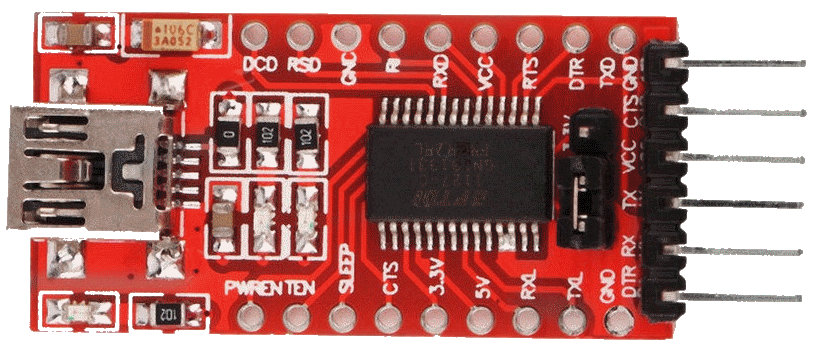 1U6C
3A052
DCD
RSD
GND
RI
RXD
VCC
RTS
DTR
TXD
GND
CTS
VCC
TX
RX
DTR
0
102
102
PWREN
TEN
SLEEP
CTS
3.3V
5V
RXL
TXL
GND
102